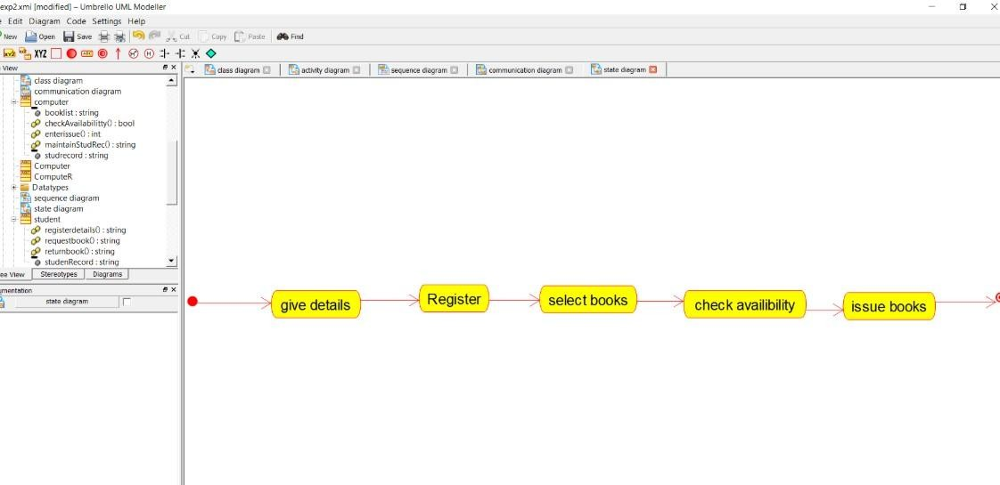 exp2.xmi [modified] – Umbrello UML Modeller
Edit Diagram Code Settings Help
New Open Save Cut Copy Paste Find
XYZ
View
class diagram activity diagram sequence diagram communication diagram state diagram
class diagram
communication diagram
computer
booklist : string
checkAvailabilitty() : bool
enterissue() : int
maintainStudRec() : string
studrecord : string
Computer
ComputeR
Datatypes
sequence diagram
state diagram
student
registerdetails() : string
requestbook() : string
returnbook() : string
studenRecord : string
ee View Stereotypes Diagrams
umentation
state diagram
give details Register select books check availibility issue books